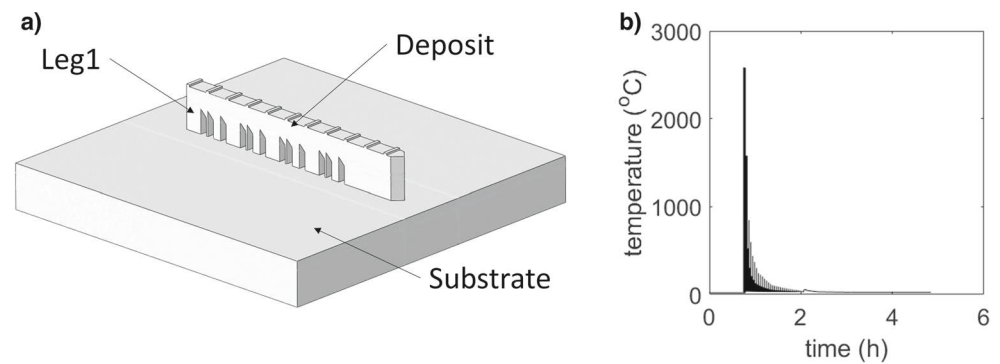 a)
Leg1
Deposit
Substrate
b)
3000
2000
1000
0
0
2
4
6
temperature (°C)
time (h)